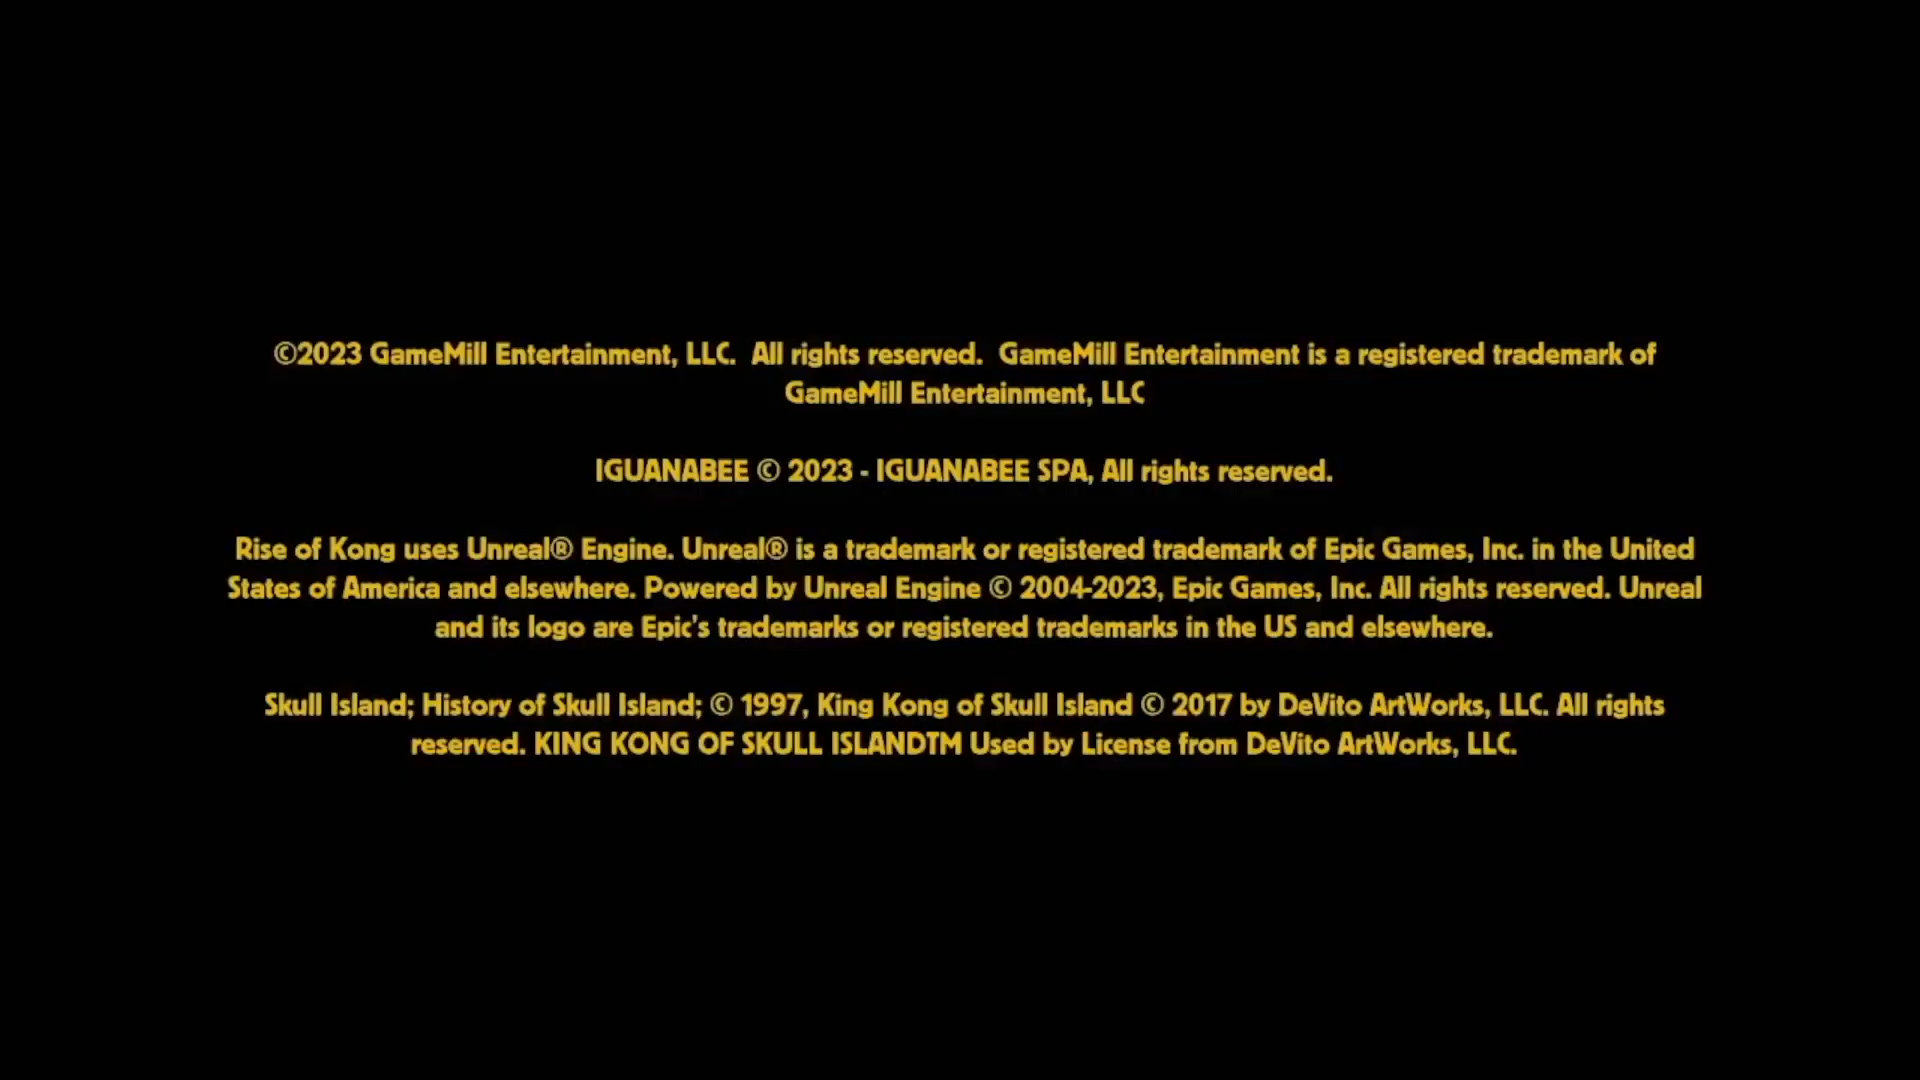 ©2023 GameMill Entertainment, LLC.  All rights reserved.  GameMill Entertainment is a registered trademark of
GameMill Entertainment, LLC
IGUANABEE © 2023 - IGUANABEE SPA, All rights reserved.
Rise of Kong uses Unreal® Engine. Unreal® is a trademark or registered trademark of Epic Games, Inc. in the United
States of America and elsewhere. Powered by Unreal Engine © 2004-2023, Epic Games, Inc. All rights reserved. Unreal
and its logo are Epic's trademarks or registered trademarks in the US and elsewhere.
Skull Island; History of Skull Island; © 1997, King Kong of Skull Island © 2017 by DeVito ArtWorks, LLC. All rights
reserved. KING KONG OF SKULL ISLANDTM Used by License from DeVito ArtWorks, LLC.